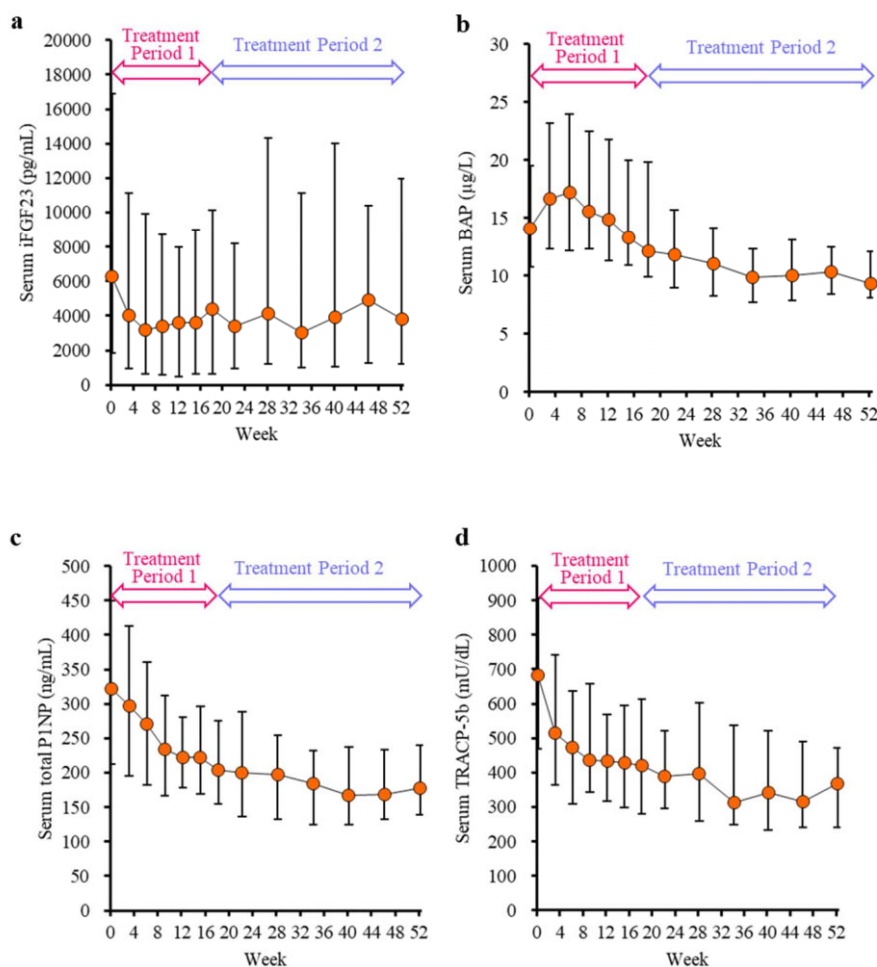 a
Treatment
Period 1
Treatment Period 2
Serum iFGF23 (pg/mL)
20000
18000
16000
14000
12000
10000
8000
6000
4000
2000
0
0 4 8 12 16 20 24 28 32 36 40 44 48 52
Week
b
Treatment
Period 1
Treatment Period 2
Serum BAP (µg/L)
30
25
20
15
10
5
0
0 4 8 12 16 20 24 28 32 36 40 44 48 52
Week
c
Treatment
Period 1
Treatment Period 2
Serum total P1NP (ng/mL)
500
450
400
350
300
250
200
150
100
50
0
0 4 8 12 16 20 24 28 32 36 40 44 48 52
Week
d
Treatment
Period 1
Treatment Period 2
Serum TRACP-5b (mU/dL)
1000
900
800
700
600
500
400
300
200
100
0
0 4 8 12 16 20 24 28 32 36 40 44 48 52
Week